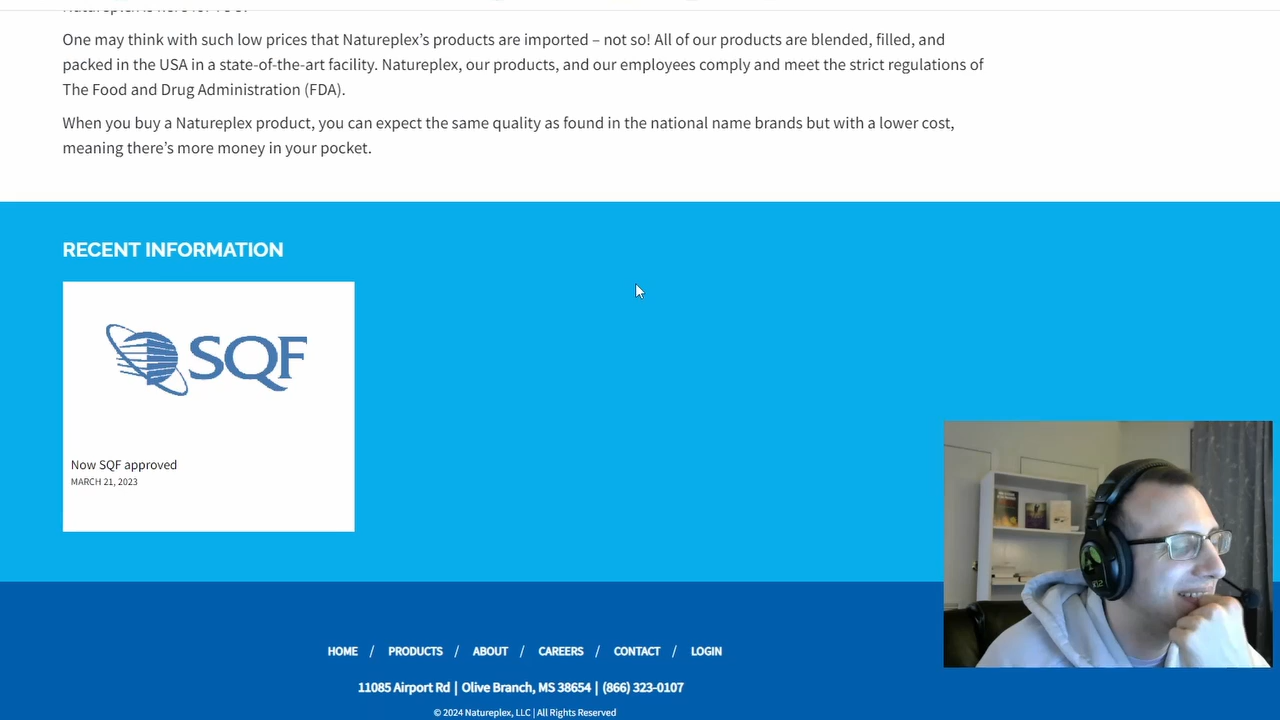 One may think with such low prices that Natureplex’s products are imported – not so! All of our products are blended, filled, and
packed in the USA in a state-of-the-art facility. Natureplex, our products, and our employees comply and meet the strict regulations of
The Food and Drug Administration (FDA).
When you buy a Natureplex product, you can expect the same quality as found in the national name brands but with a lower cost,
meaning there’s more money in your pocket.
RECENT INFORMATION
SQF
Now SQF approved
MARCH 21, 2023
HOME / PRODUCTS / ABOUT / CAREERS / CONTACT / LOGIN
11085 Airport Rd | Olive Branch, MS 38654 | (866) 323-0107
© 2024 Natureplex, LLC | All Rights Reserved